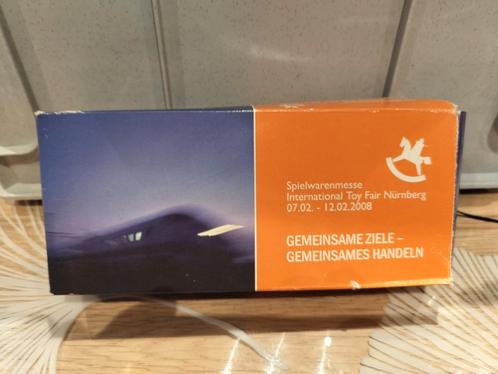 Spielwarenmesse
International Toy Fair Nürnberg
07.02. - 12.02.2008
GEMEINSAME ZIELE –
GEMEINSAMES HANDELN